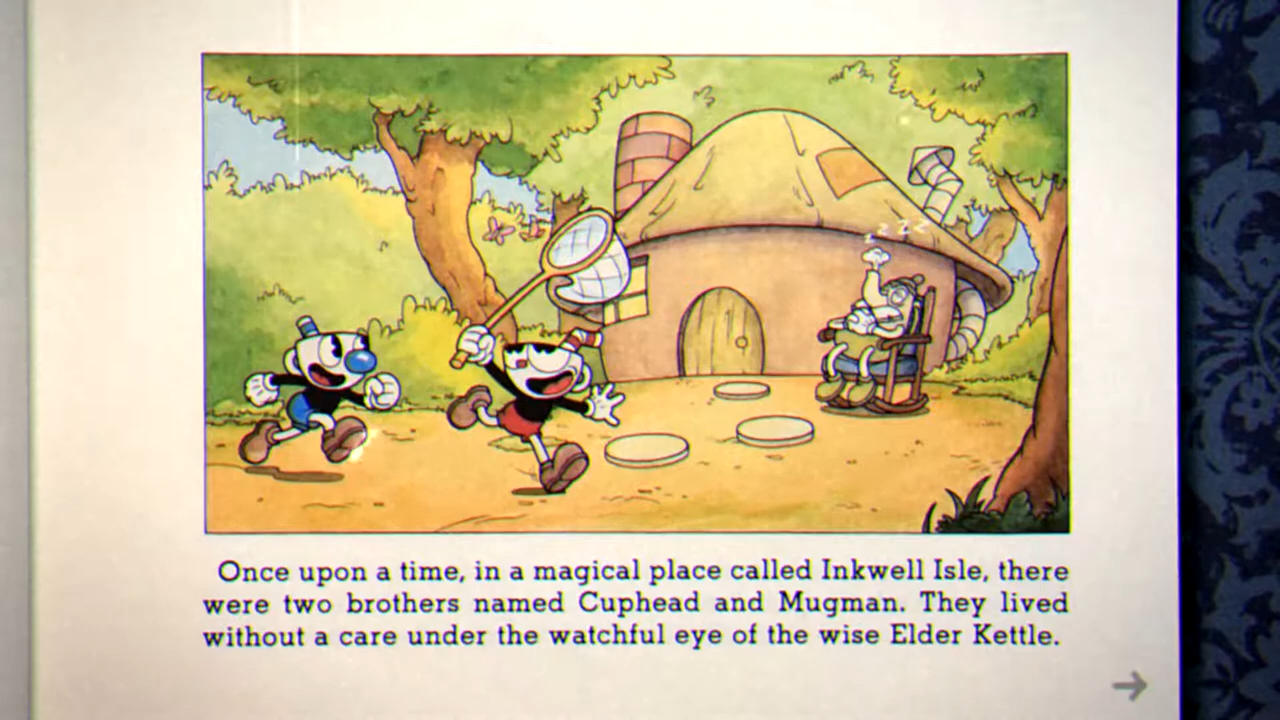 z z z z
Once upon a time, in a magical place called Inkwell Isle, there
were two brothers named Cuphead and Mugman. They lived
without a care under the watchful eye of the wise Elder Kettle.